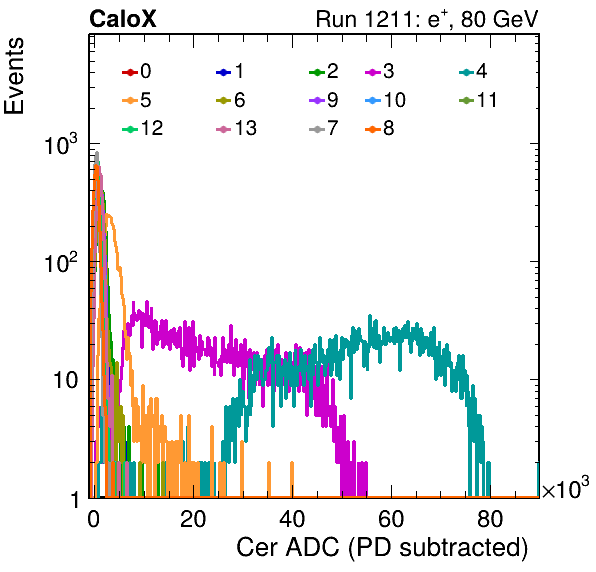 CaloX Run 1211: e⁺, 80 GeV
Events
0 1 2 3 4
5 6 9 10 11
12 13 7 8
10³
10²
10
1
0 20 40 60 80 ×10³
Cer ADC (PD subtracted)